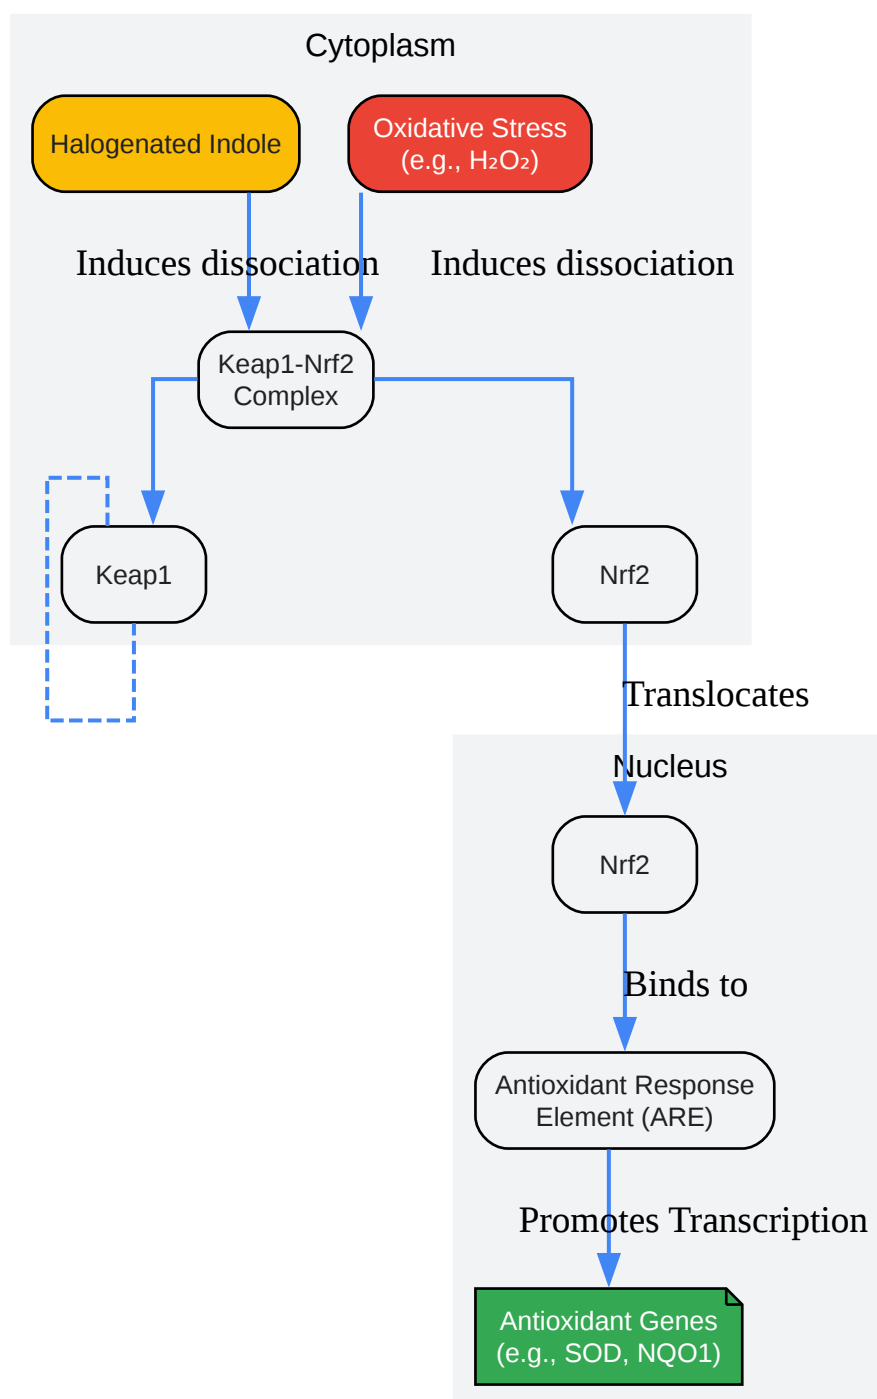 Cytoplasm
Halogenated Indole
Oxidative Stress
(e.g., H₂O₂)
Induces dissociation
Induces dissociation
Keap1-Nrf2
Complex
Keap1
Nrf2
Translocates
Nucleus
Nrf2
Binds to
Antioxidant Response
Element (ARE)
Promotes Transcription
Antioxidant Genes
(e.g., SOD, NQO1)